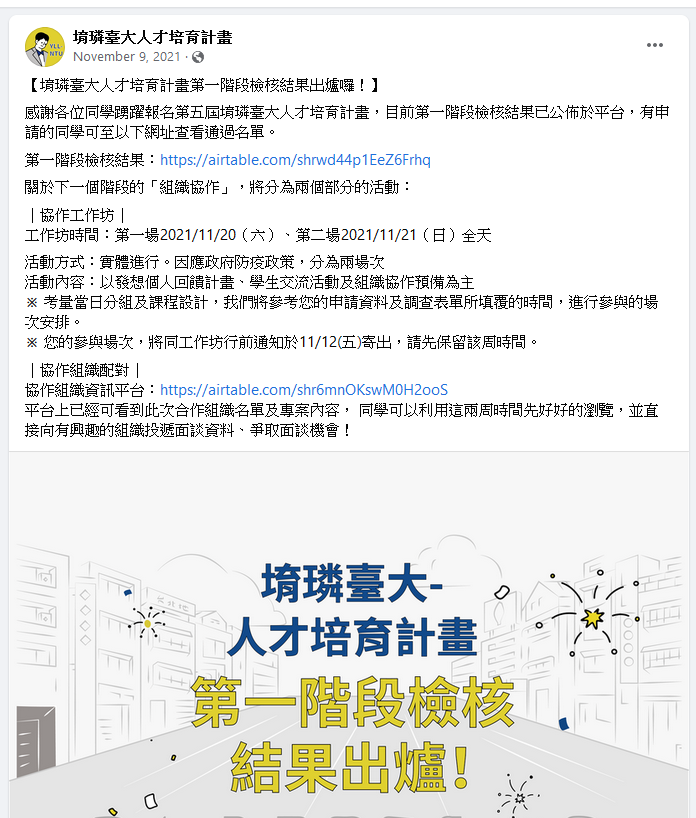 堉璘臺大人才培育計畫
November 9, 2021 ·
【堉璘臺大人才培育計畫第一階段檢核結果出爐囉！】
感謝各位同學踴躍報名第五屆堉璘臺大人才培育計畫，目前第一階段檢核結果已公佈於平台，有申
請的同學可至以下網址查看通過名單。
第一階段檢核結果：https://airtable.com/shrwd44p1EeZ6Frhq
關於下一個階段的「組織協作」，將分為兩個部分的活動：
｜協作工作坊｜
工作坊時間：第一場2021/11/20（六）、第二場2021/11/21（日）全天
活動方式：實體進行。因應政府防疫政策，分為兩場次
活動內容：以發想個人回饋計畫、學生交流活動及組織協作預備為主
※ 考量當日分組及課程設計，我們將參考您的申請資料及調查表單所填覆的時間，進行參與的場
次安排。
※ 您的參與場次，將同工作坊行前通知於11/12(五)寄出，請先保留該周時間。
｜協作組織配對｜
協作組織資訊平台：https://airtable.com/shr6mnOKswM0H2ooS
平台上已經可看到此次合作組織名單及專案內容， 同學可以利用這兩周時間先好好的瀏覽，並直
接向有興趣的組織投遞面談資料、爭取面談機會！
堉璘臺大-
人才培育計畫
第一階段檢核
結果出爐！